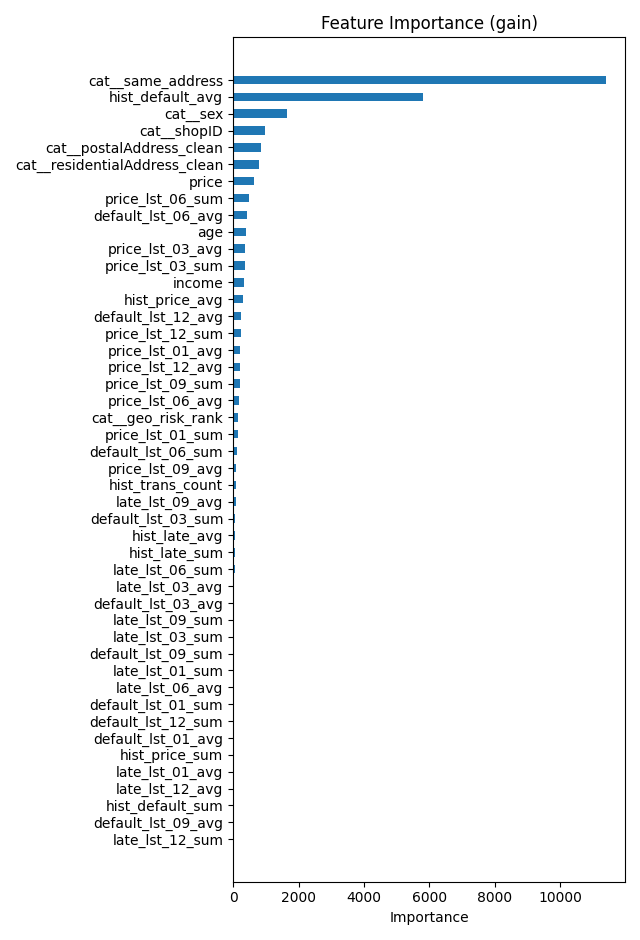 Feature Importance (gain)
cat__same_address
hist_default_avg
cat__sex
cat__shopID
cat__postalAddress_clean
cat__residentialAddress_clean
price
price_lst_06_sum
default_lst_06_avg
age
price_lst_03_avg
price_lst_03_sum
income
hist_price_avg
default_lst_12_avg
price_lst_12_sum
price_lst_01_avg
price_lst_12_avg
price_lst_09_sum
price_lst_06_avg
cat__geo_risk_rank
price_lst_01_sum
default_lst_06_sum
price_lst_09_avg
hist_trans_count
late_lst_09_avg
default_lst_03_sum
hist_late_avg
hist_late_sum
late_lst_06_sum
late_lst_03_avg
default_lst_03_avg
late_lst_09_sum
late_lst_03_sum
default_lst_09_sum
late_lst_01_sum
late_lst_06_avg
default_lst_01_sum
default_lst_12_sum
default_lst_01_avg
hist_price_sum
late_lst_01_avg
late_lst_12_avg
hist_default_sum
default_lst_09_avg
late_lst_12_sum
0 2000 4000 6000 8000 10000
Importance